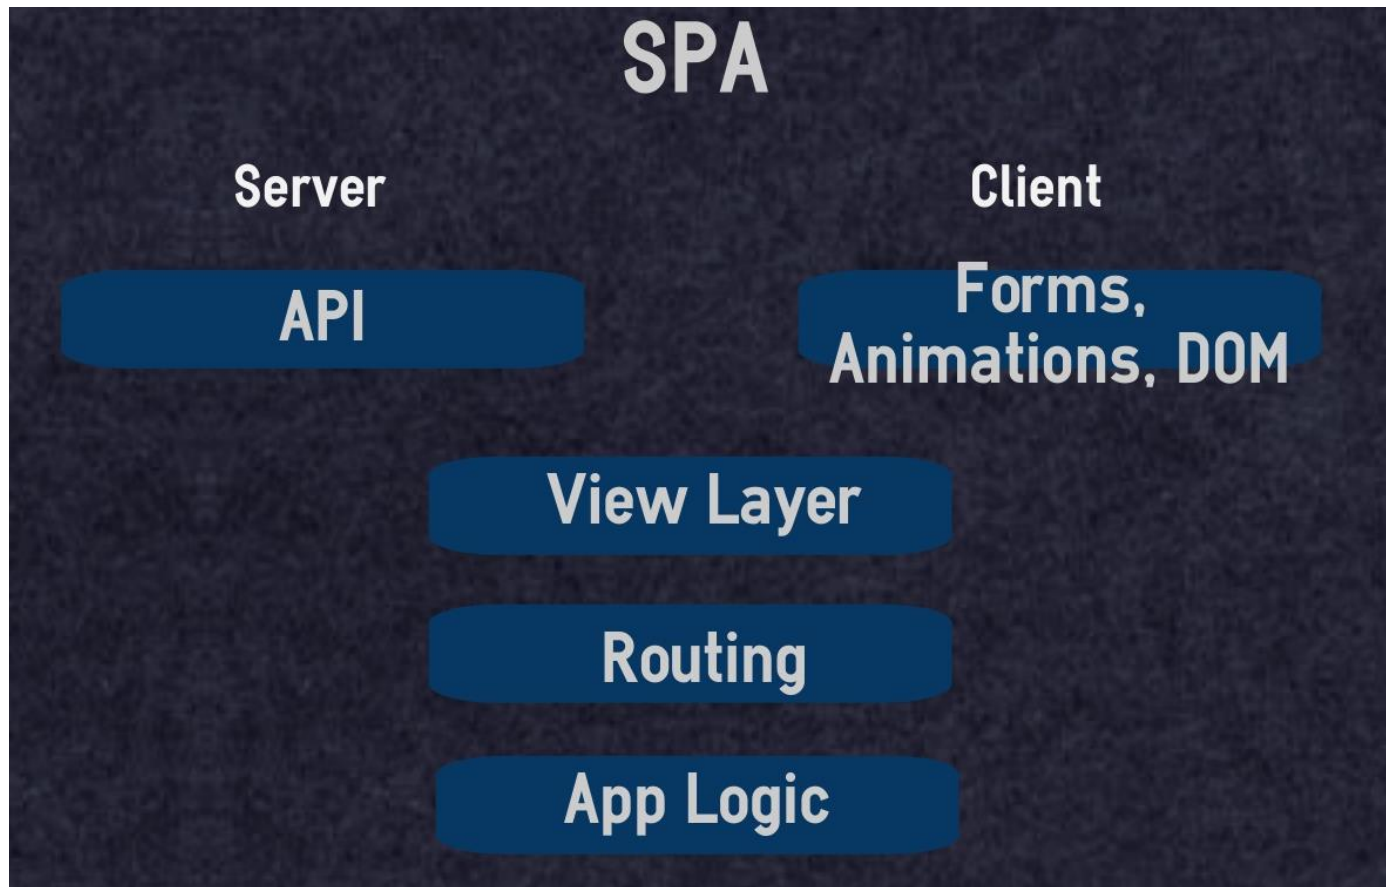 SPA
Server
Client
API
Forms,
Animations, DOM
View Layer
Routing
App Logic